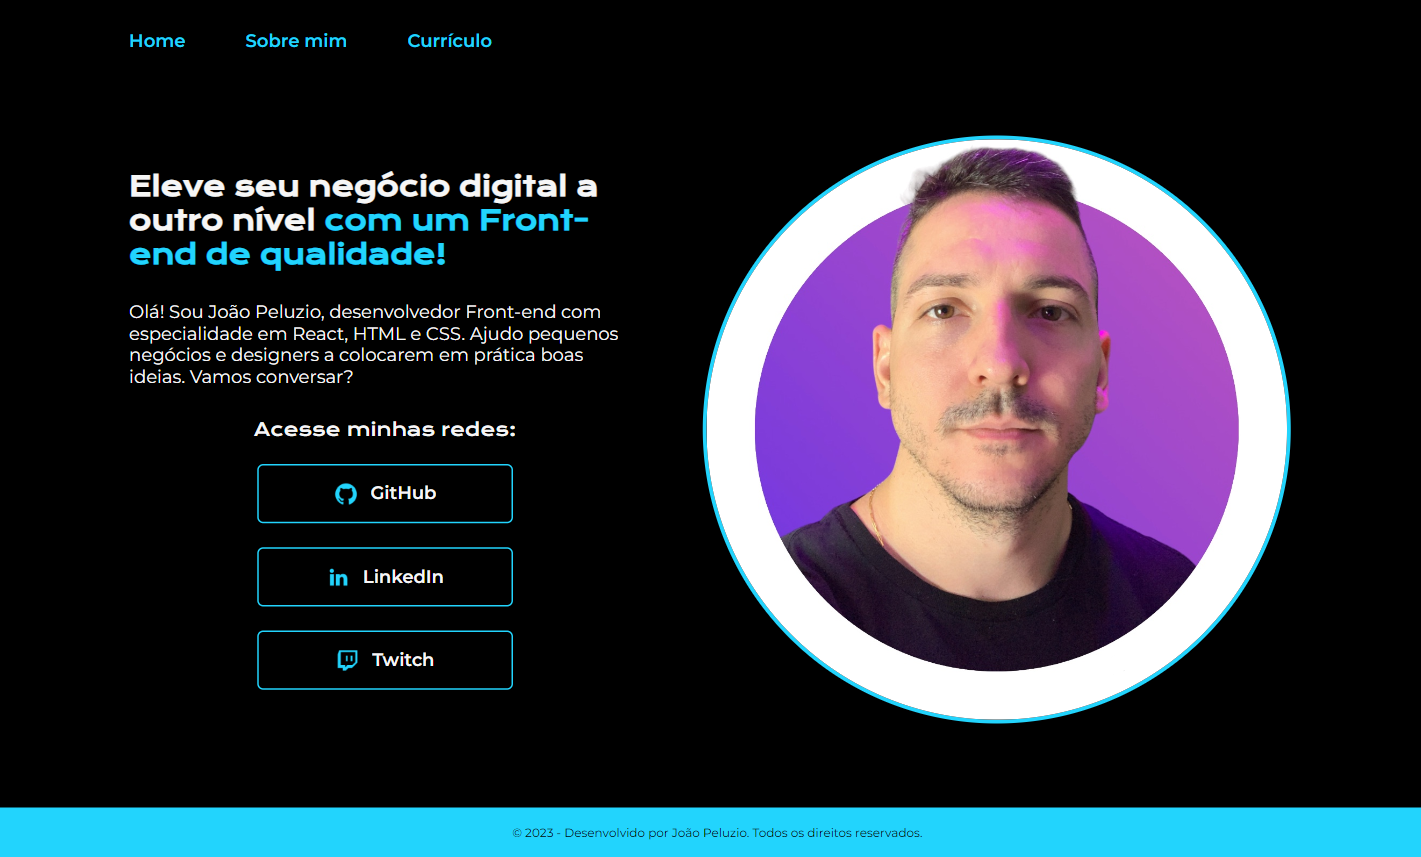 Home Sobre mim Currículo
Eleve seu negócio digital a
outro nível com um Front-
end de qualidade!
Olá! Sou João Peluzio, desenvolvedor Front-end com
especialidade em React, HTML e CSS. Ajudo pequenos
negócios e designers a colocarem em prática boas
ideias. Vamos conversar?
Acesse minhas redes:
GitHub
LinkedIn
Twitch
© 2023 - Desenvolvido por João Peluzio. Todos os direitos reservados.